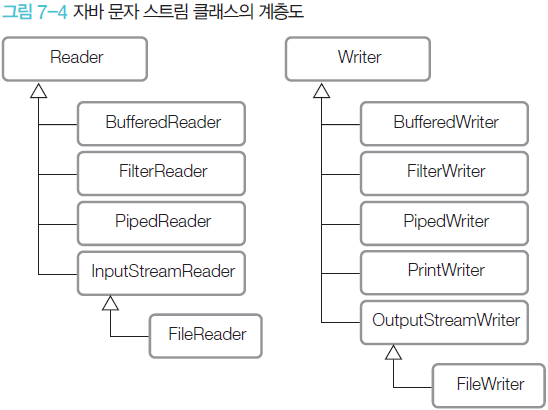 그림 7-4 자바 문자 스트림 클래스의 계층도
Reader
BufferedReader
FilterReader
PipedReader
InputStreamReader
FileReader
Writer
BufferedWriter
FilterWriter
PipedWriter
PrintWriter
OutputStreamWriter
FileWriter